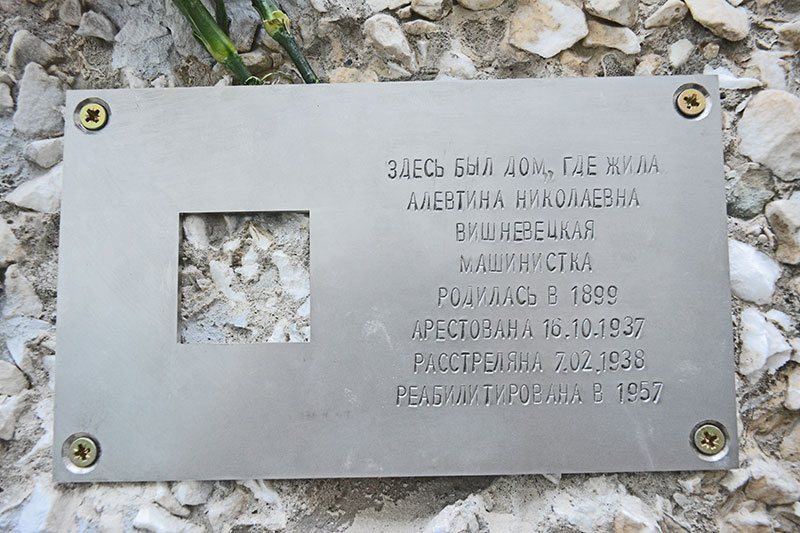 ЗДЕСЬ БЫЛ ДОМ, ГДЕ ЖИЛА
АЛЕВТИНА НИКОЛАЕВНА
ВИШНЕВЕЦКАЯ
МАШИНИСТКА
РОДИЛАСЬ В 1899
АРЕСТОВАНА 16.10.1937
РАССТРЕЛЯНА 7.02.1938
РЕАБИЛИТИРОВАНА В 1957